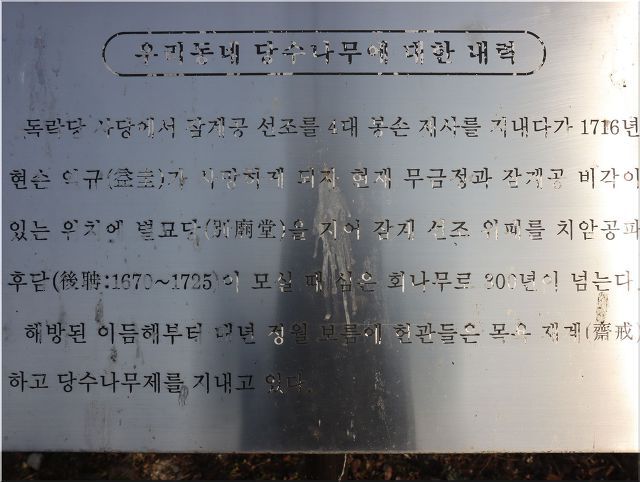 우리동네 당수나무에 대한 내력
독락당 사당에서 잠계공 선조를 4대 봉손 제사를 지내다가 1716년
현손 익규(益圭)가 사망하게 되자 현재 무금정과 잠계공 비각이
있는 위치에 별묘당(別廟堂)을 지어 잠계 선조 위패를 치암공파
후담(後聃:1670~1725)이 모실 때 심은 회나무로 300년이 넘는다.
해방된 이듬해부터 매년 정월 보름에 헌관들은 목욕 재계(齋戒)
하고 당수나무제를 지내고 있다.